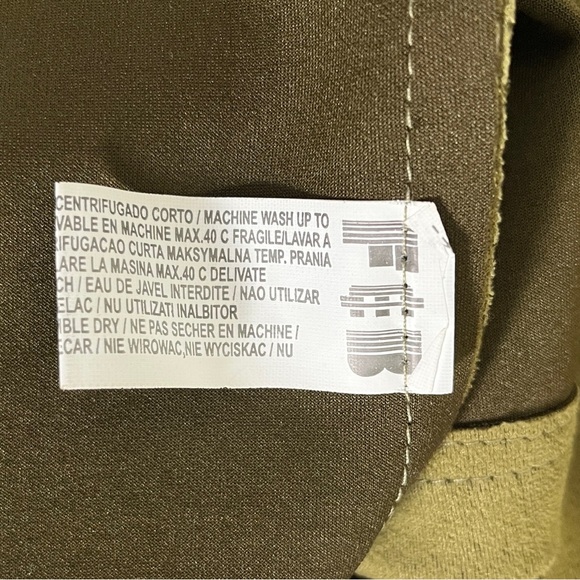 CENTRIFUGADO CORTO / MACHINE WASH UP TO
VABLE EN MACHINE MAX.40 C FRAGILE/LAVAR A
RIFUGACAO CURTA MAKSYMALNA TEMP. PRANIA
LARE LA MASINA MAX.40 C DELIVATE
CH / EAU DE JAVEL INTERDITE / NAO UTILIZAR
ELAC / NU UTILIZATI INALBITOR
BLE DRY / NE PAS SECHER EN MACHINE /
ECAR / NIE WIROWAC,NIE WYCISKAC / NU